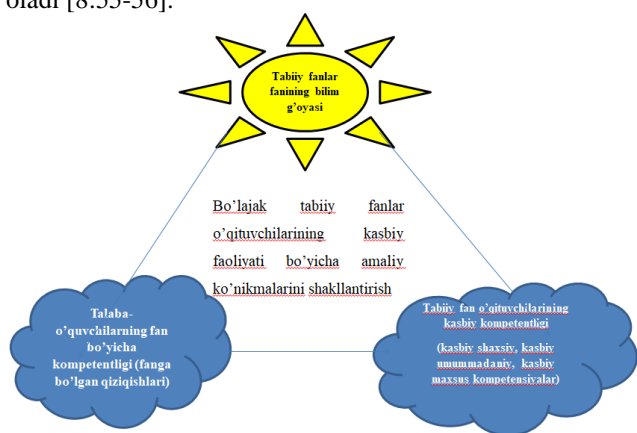 oladi [8.55-56].
Tabiiy fanlar
fanining bilim
g’oyasi
Bo’lajak tabiiy fanlar
o’qituvchilarining kasbiy
faoliyati bo’yicha amaliy
ko’nikmalarini shakllantirish
Talaba-
o’quvchilarning fan
bo’yicha
kompetentligi (fanga
bo’lgan qiziqishlari)
Tabiiy fan o’qituvchilarining
kasbiy kompetentligi
(kasbiy shaxsiy, kasbiy
umummadaniy, kasbiy
maxsus kompetensiyalar)